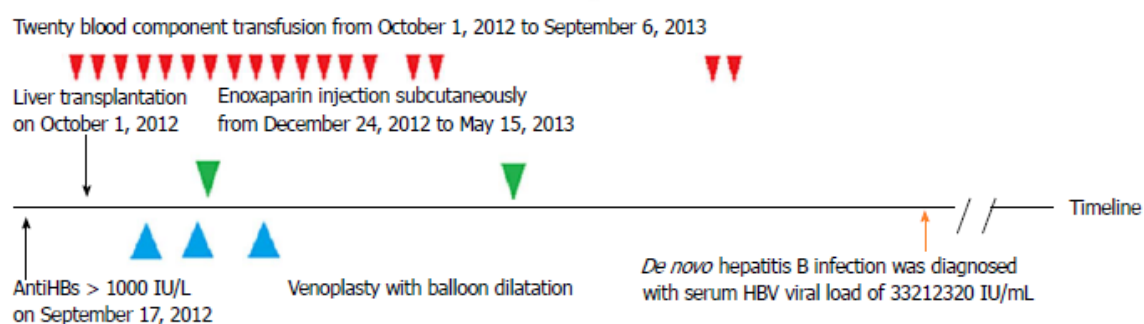 Twenty blood component transfusion from October 1, 2012 to September 6, 2013
Liver transplantation
on October 1, 2012
Enoxaparin injection subcutaneously
from December 24, 2012 to May 15, 2013
Timeline
AntiHBs > 1000 IU/L
on September 17, 2012
Venoplasty with balloon dilatation
De novo hepatitis B infection was diagnosed
with serum HBV viral load of 33212320 IU/mL